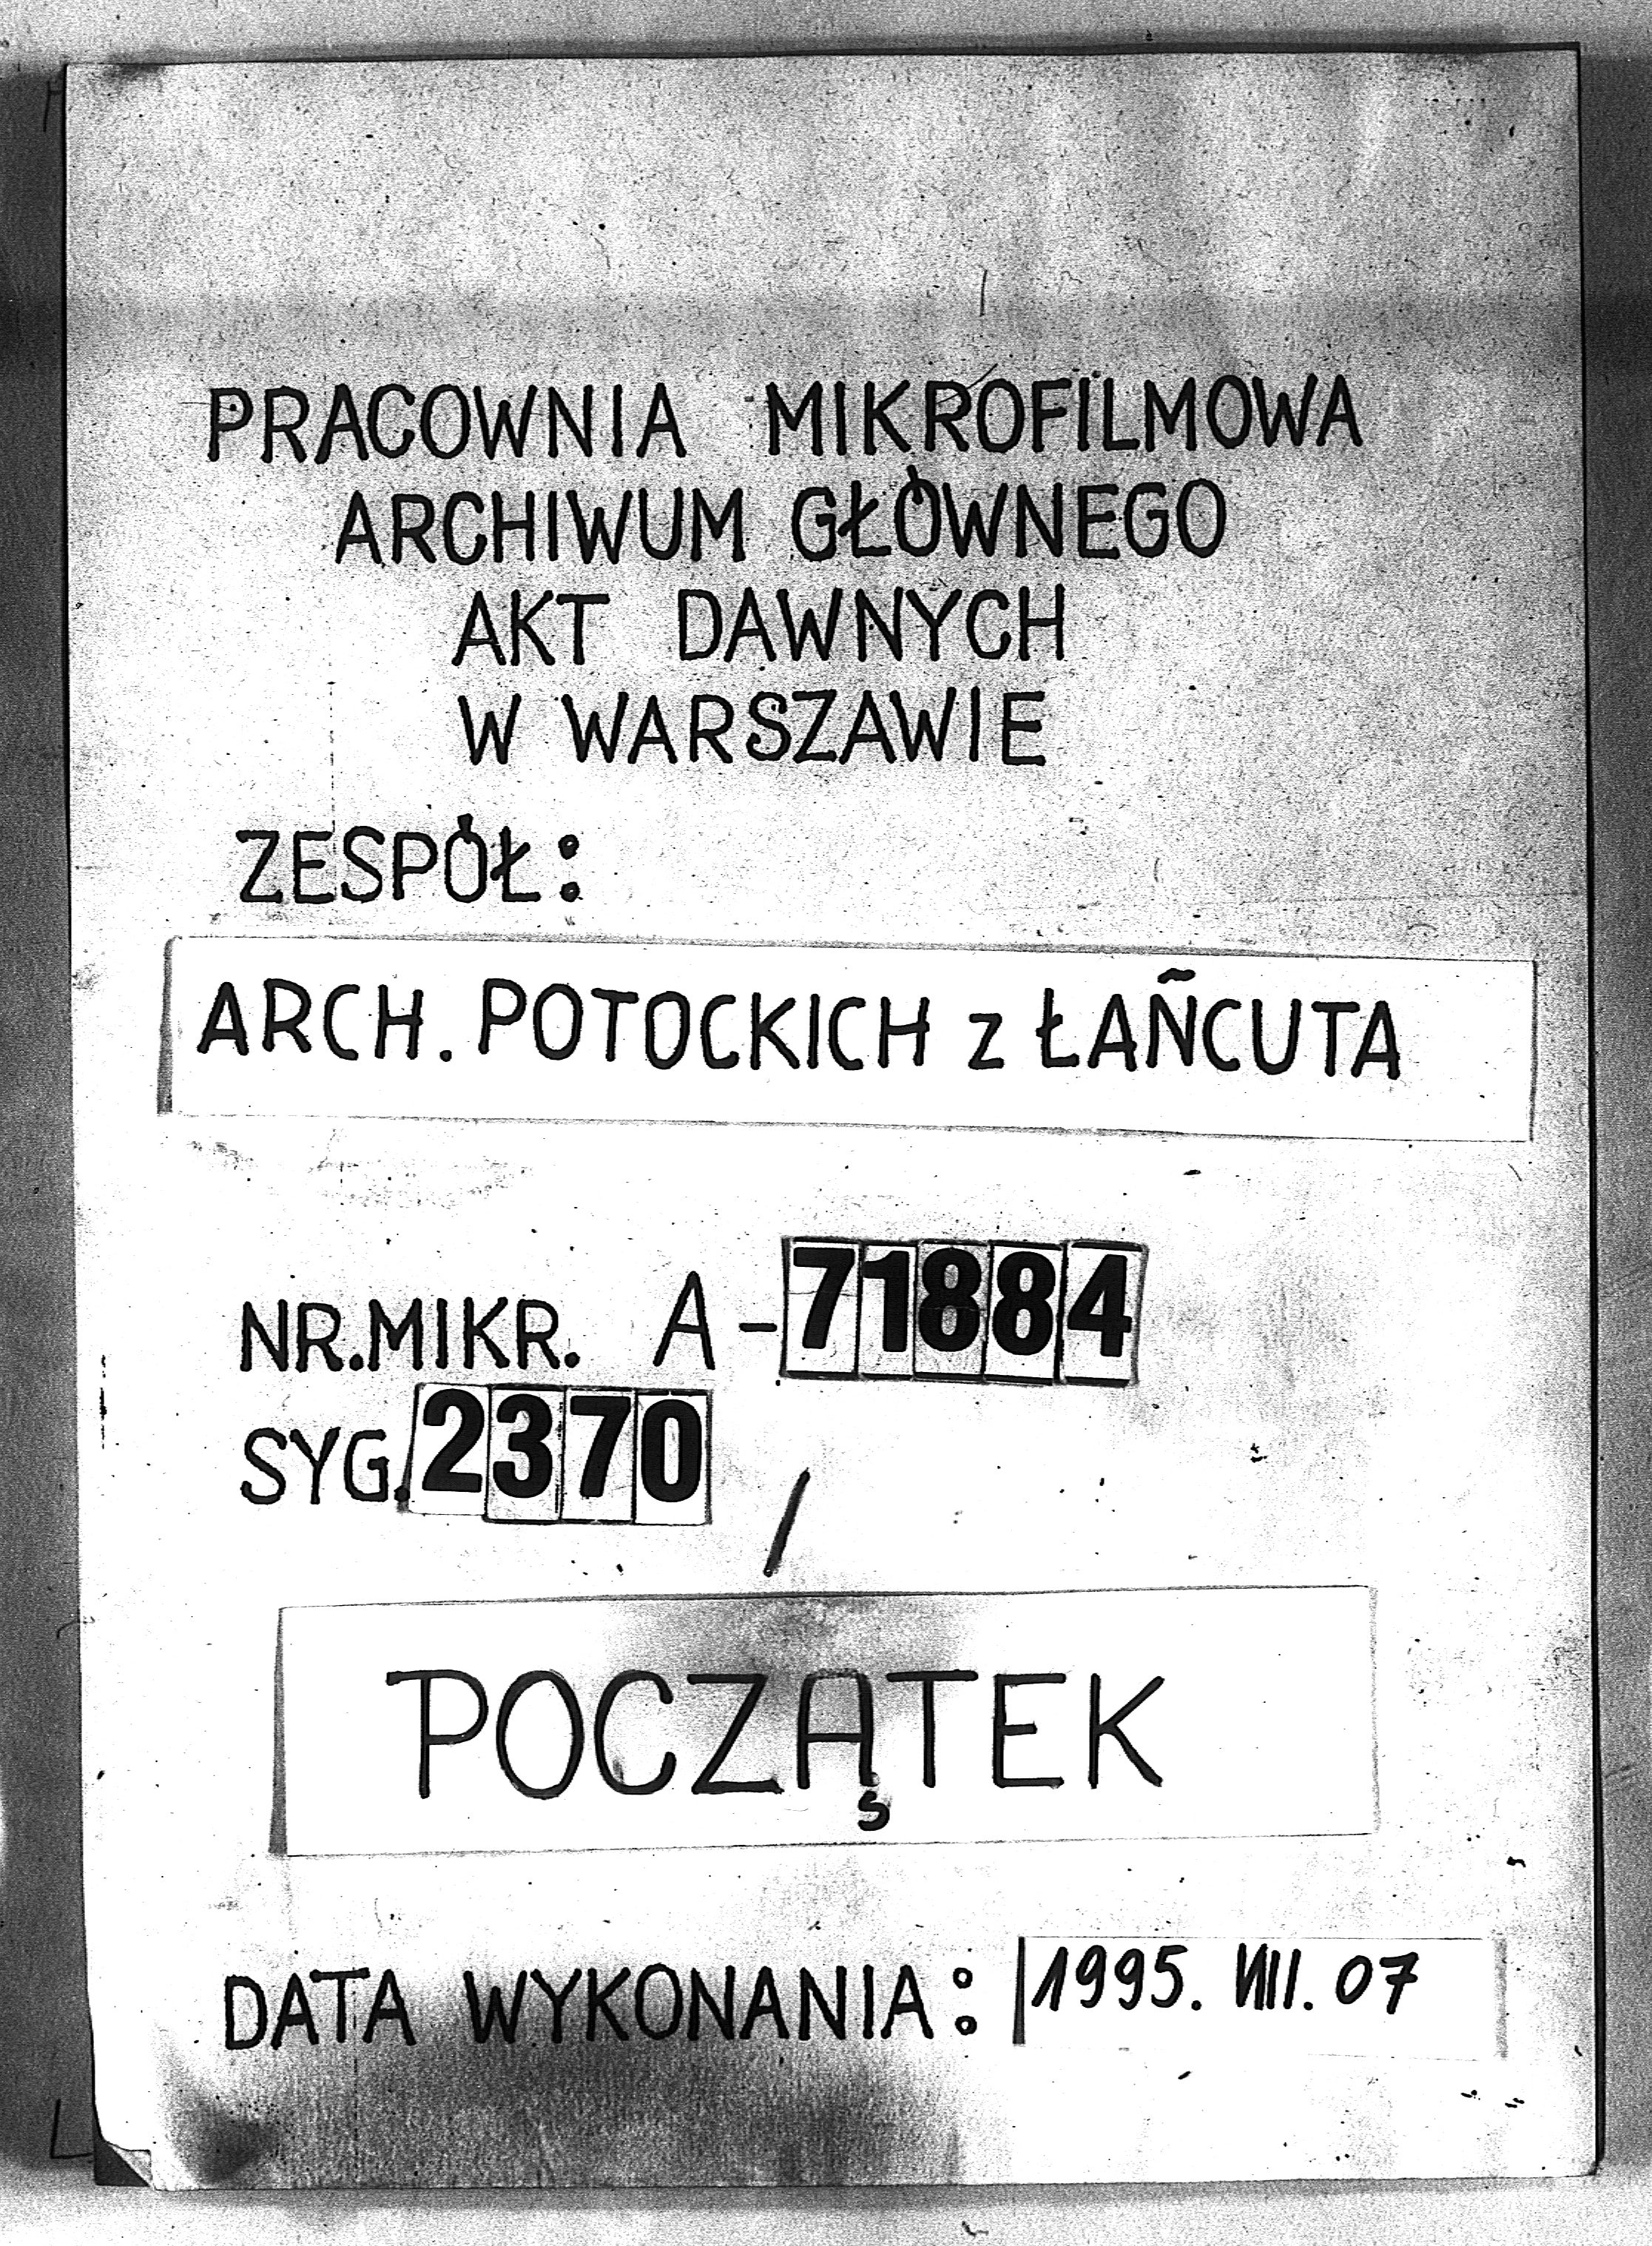 PRACOWNIA MIKROFILMOWA
ARCHIWUM GŁÓWNEGO
AKT DAWNYCH
W WARSZAWIE
ZESPÓŁ:
ARCH. POTOCKICH z ŁAŃCUTA
NR.MIKR. A-71884
SYG. 2370 /
POCZĄTEK
DATA WYKONANIA: 1995. VIII. 07